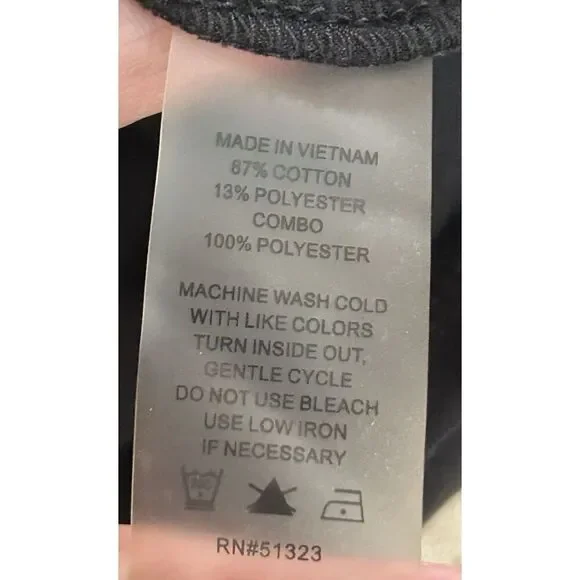 MADE IN VIETNAM
87% COTTON
13% POLYESTER
COMBO
100% POLYESTER
MACHINE WASH COLD
WITH LIKE COLORS
TURN INSIDE OUT,
GENTLE CYCLE
DO NOT USE BLEACH
USE LOW IRON
IF NECESSARY
RN#51323